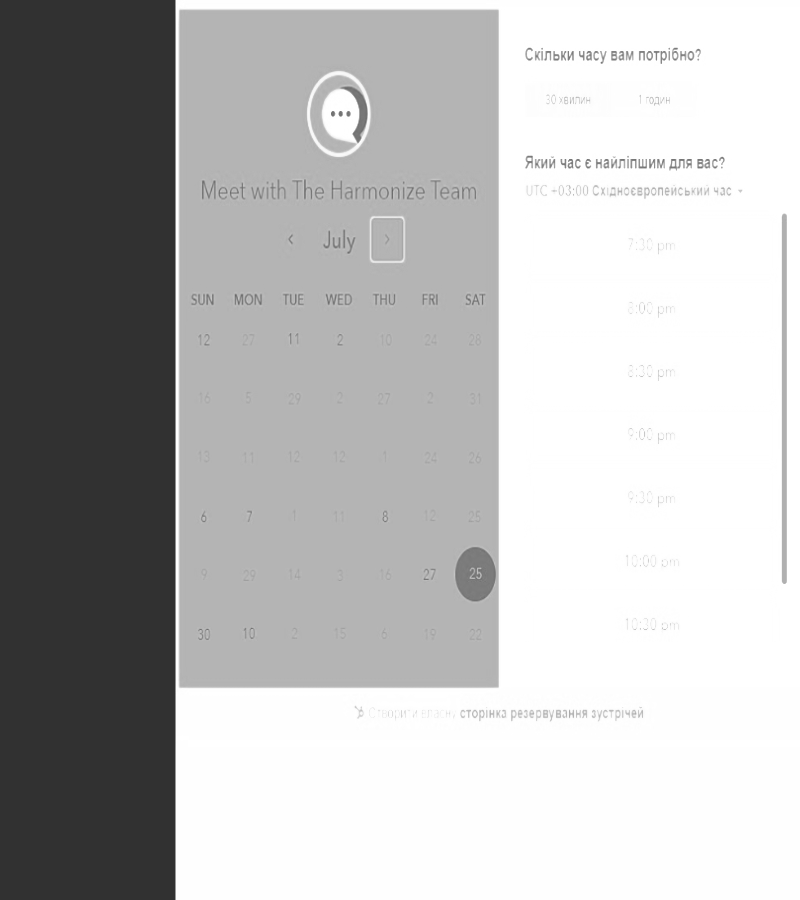 Meet with The Harmonize Team
July
SUN MON TUE WED THU FRI SAT
12 27 11 2 10 24 28
16 5 29 2 27 2 31
13 11 12 12 1 24 26
6 7 1 11 8 12 25
9 29 14 3 16 27 25
30 10 2 15 6 19 22
Скільки часу вам потрібно?
30 хвилин 1 годин
Який час є найліпшим для вас?
UTC +03:00 Східноєвропейський час
7:30 pm
8:00 pm
8:30 pm
9:00 pm
9:30 pm
10:00 pm
10:30 pm
Створити власну сторінка резервування зустрічей